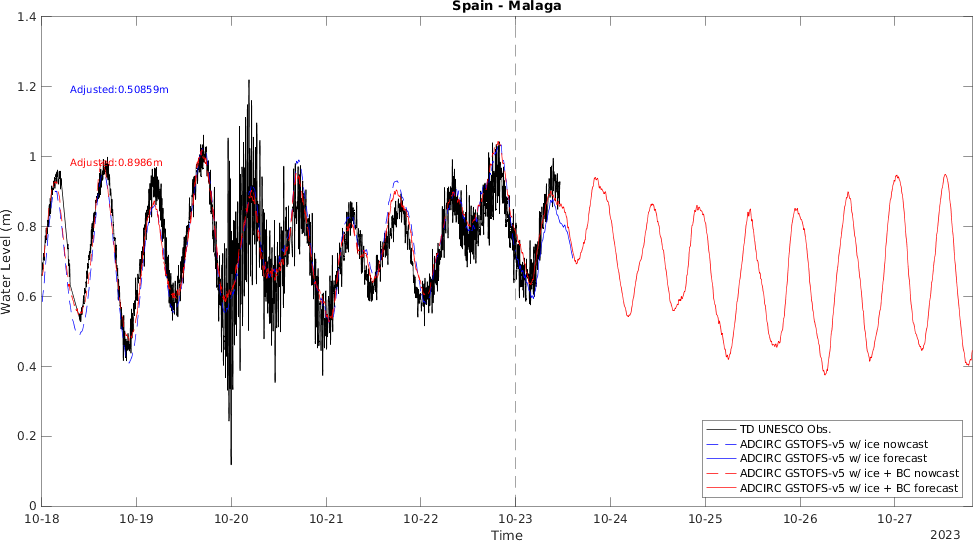 Spain - Malaga
1.4
1.2
1
0.8
0.6
0.4
0.2
0
Water Level (m)
Adjusted:0.50859m
Adjusted:0.8986m
TD UNESCO Obs.
ADCIRC GSTOFS-v5 w/ ice nowcast
ADCIRC GSTOFS-v5 w/ ice forecast
ADCIRC GSTOFS-v5 w/ ice + BC nowcast
ADCIRC GSTOFS-v5 w/ ice + BC forecast
10-18 10-19 10-20 10-21 10-22 10-23 10-24 10-25 10-26 10-27
Time
2023